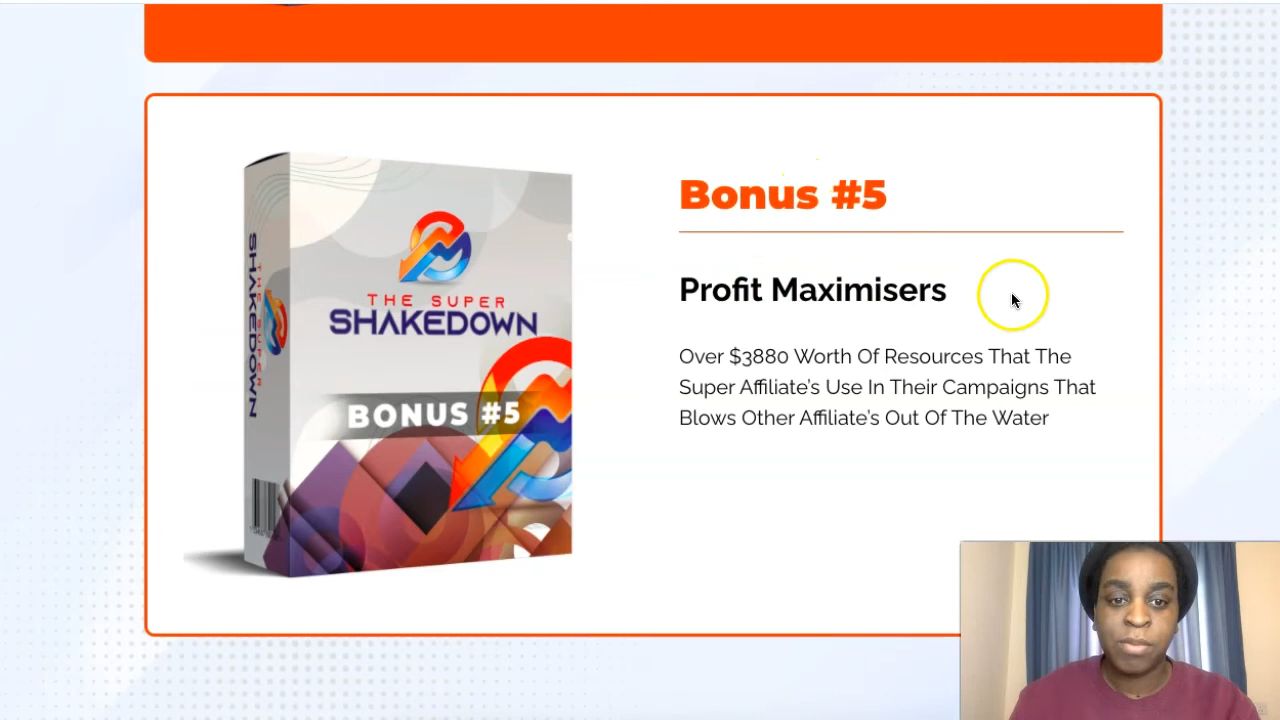 Bonus #5
Profit Maximisers
Over $3880 Worth Of Resources That The
Super Affiliate's Use In Their Campaigns That
Blows Other Affiliate's Out Of The Water
THE SUPER
SHAKEDOWN
BONUS #5
THE SUPER
SHAKEDOWN